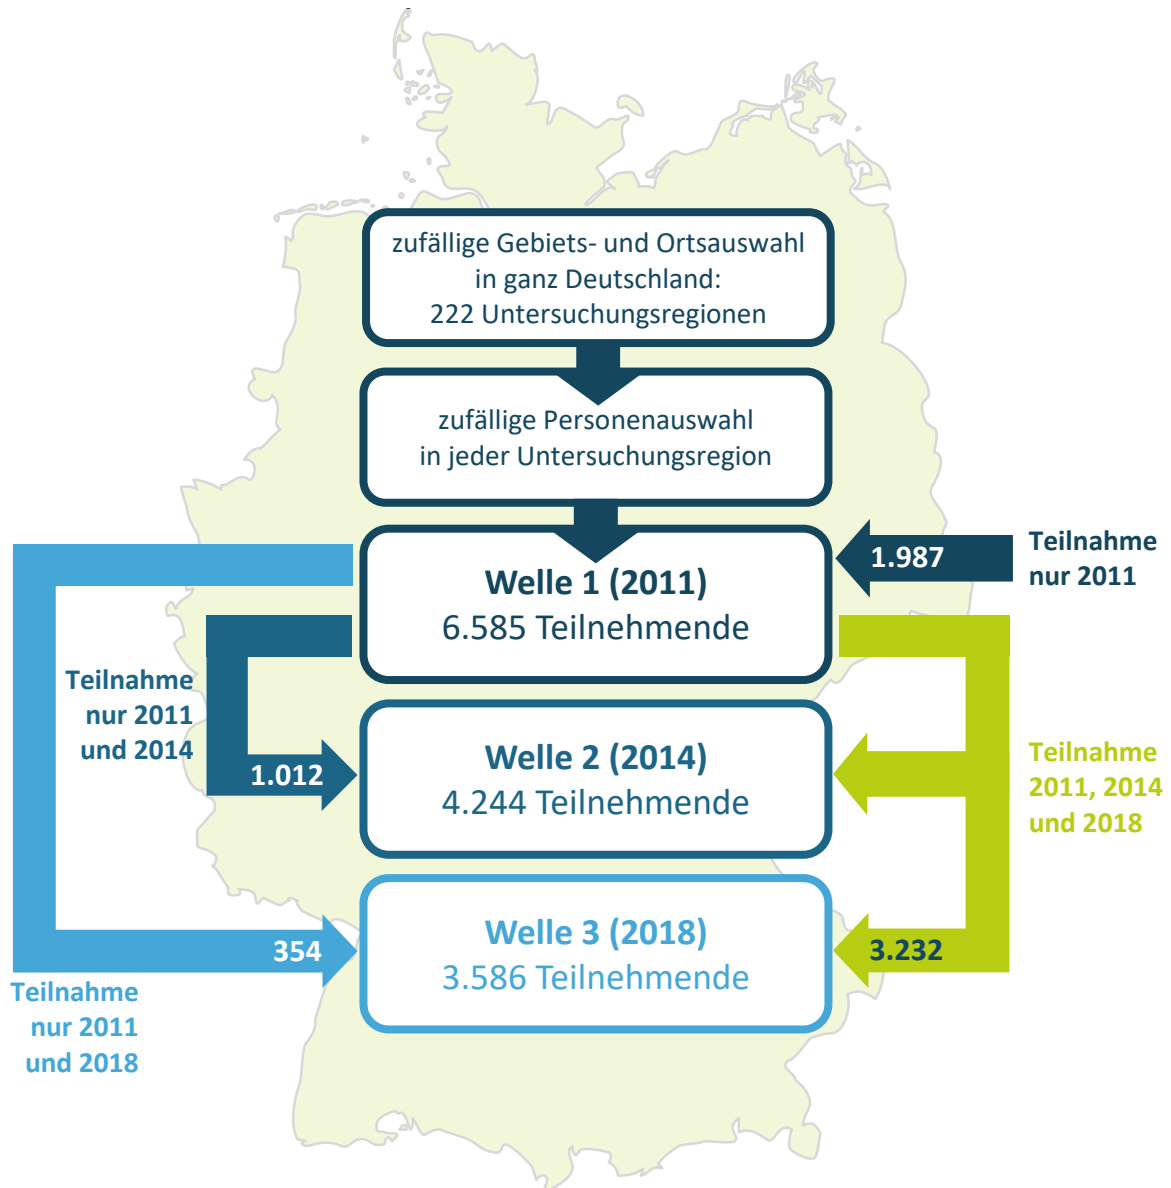 zufällige Gebiets- und Ortsauswahl
in ganz Deutschland:
222 Untersuchungsregionen
zufällige Personenauswahl
in jeder Untersuchungsregion
Welle 1 (2011)
6.585 Teilnehmende
1.987
Teilnahme
nur 2011
Teilnahme
nur 2011
und 2014
1.012
Welle 2 (2014)
4.244 Teilnehmende
Teilnahme
2011, 2014
und 2018
354
Welle 3 (2018)
3.586 Teilnehmende
3.232
Teilnahme
nur 2011
und 2018